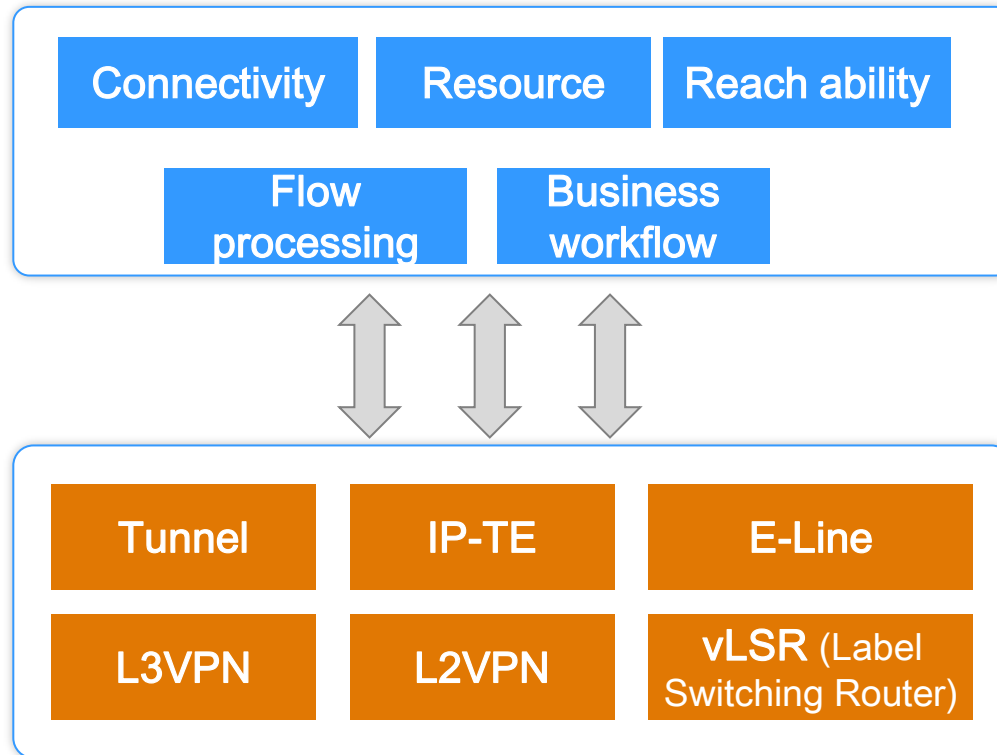 Connectivity
Resource
Reach ability
Flow
processing
Business
workflow
Tunnel
IP-TE
E-Line
L3VPN
L2VPN
vLSR (Label
Switching Router)